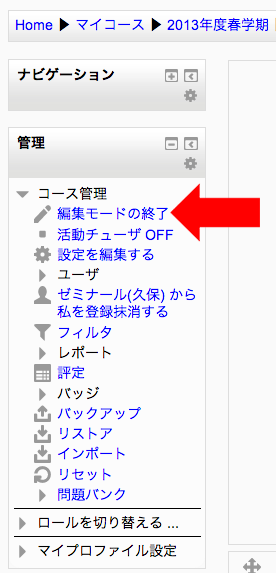 Home ▶ マイコース ▶ 2013年度春学期
ナビゲーション
管理
コース管理
編集モードの終了
活動チューザ OFF
設定を編集する
ユーザ
ゼミナール(久保) から
私を登録抹消する
フィルタ
レポート
評定
バッジ
バックアップ
リストア
インポート
リセット
問題バンク
ロールを切り替える ...
マイプロファイル設定